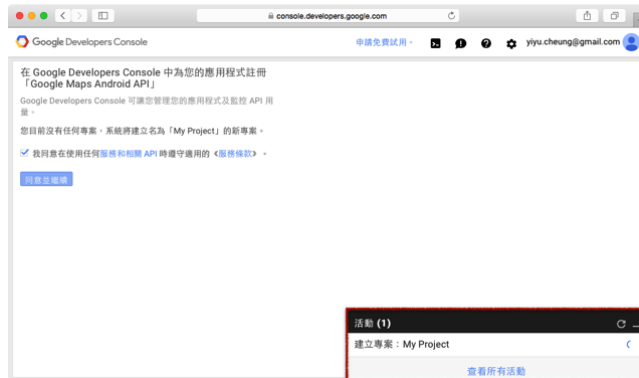 console.developers.google.com
Google Developers Console
申請免費試用。
yiyu.cheung@gmail.com
在 Google Developers Console 中為您的應用程式註冊
「Google Maps Android API」
Google Developers Console 可讓您管理您的應用程式及監控 API 用
量。
您目前沒有任何專案。系統將建立名為「My Project」的新專案。
我同意在使用任何服務和相關 API 時遵守適用的《服務條款》。
同意並繼續
活動 (1)
建立專案：My Project
查看所有活動